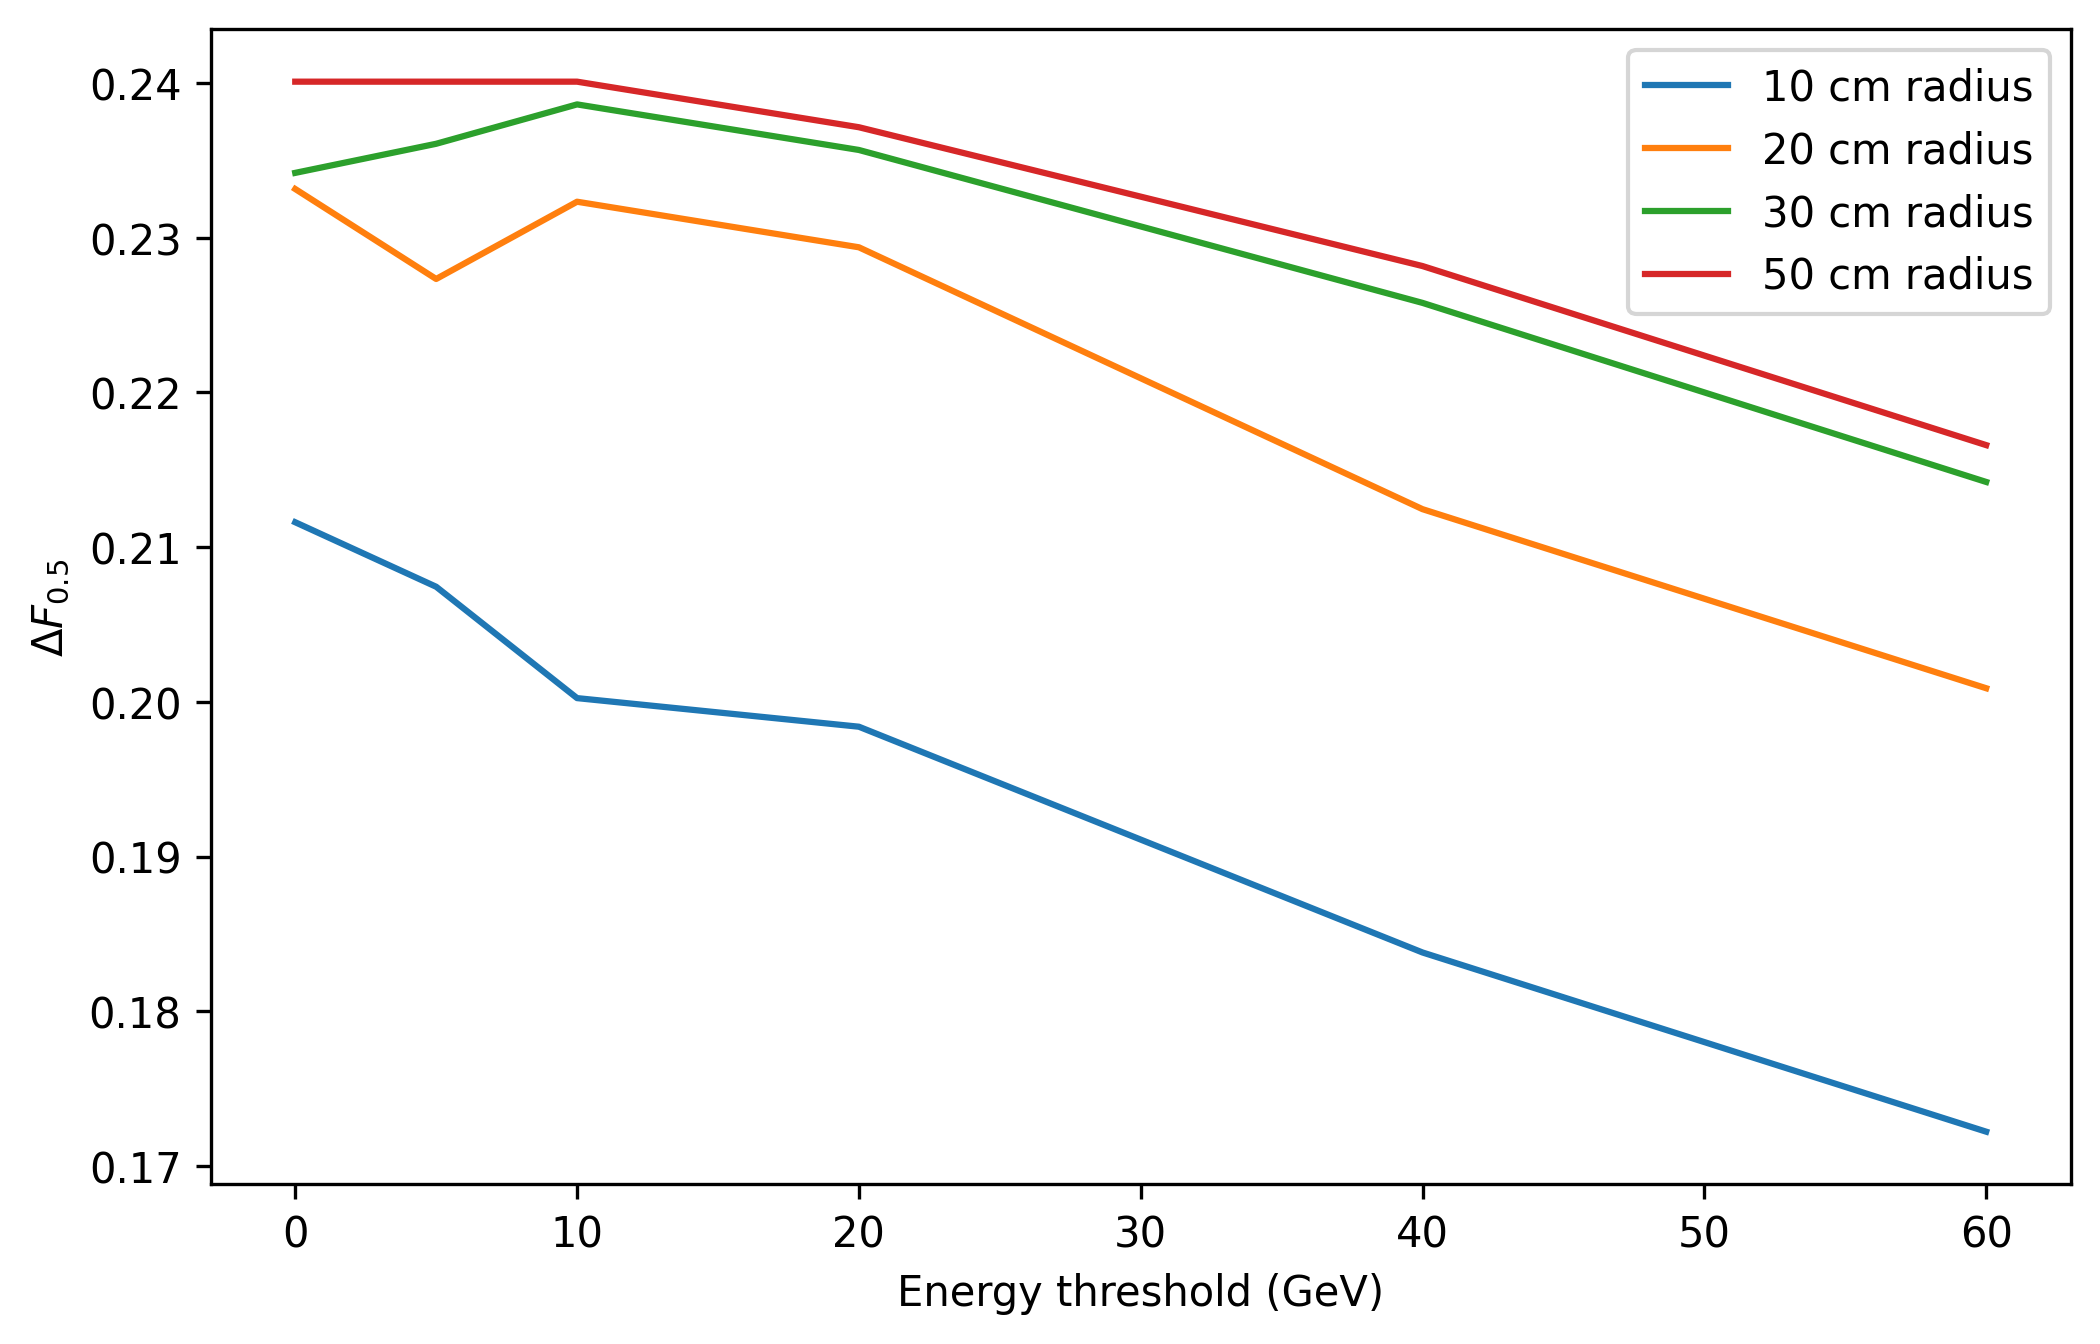 0.24
0.23
0.22
0.21
0.20
0.19
0.18
0.17
ΔF0.5
0 10 20 30 40 50 60
Energy threshold (GeV)
10 cm radius
20 cm radius
30 cm radius
50 cm radius